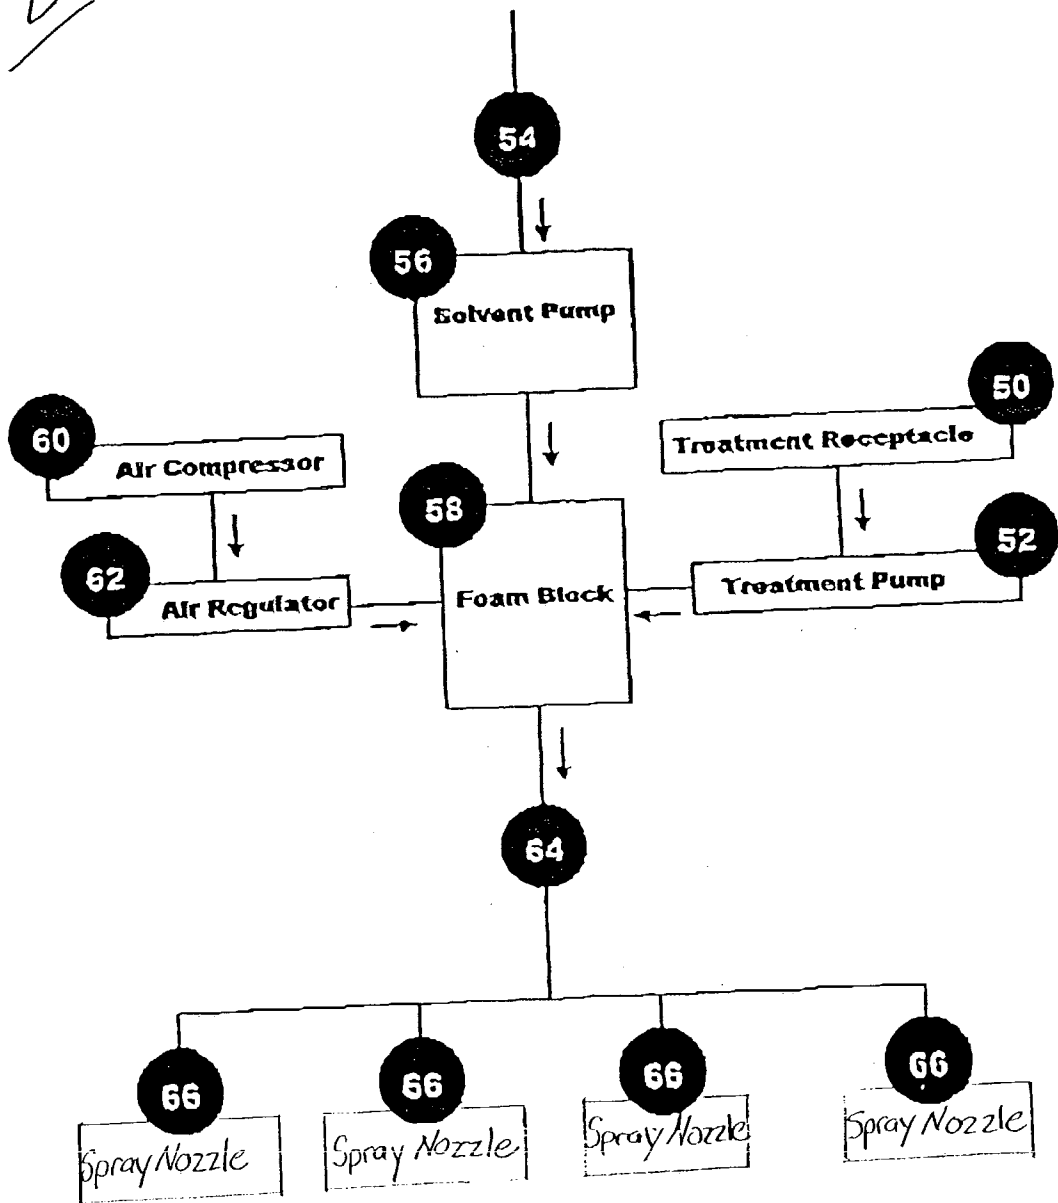 54
56
Solvent Pump
50
60
Treatment Receptacle
Air Compressor
58
52
62
Treatment Pump
Air Regulator
Foam Block
64
66
66
66
66
Spray Nozzle
Spray Nozzle
Spray Nozzle
Spray Nozzle